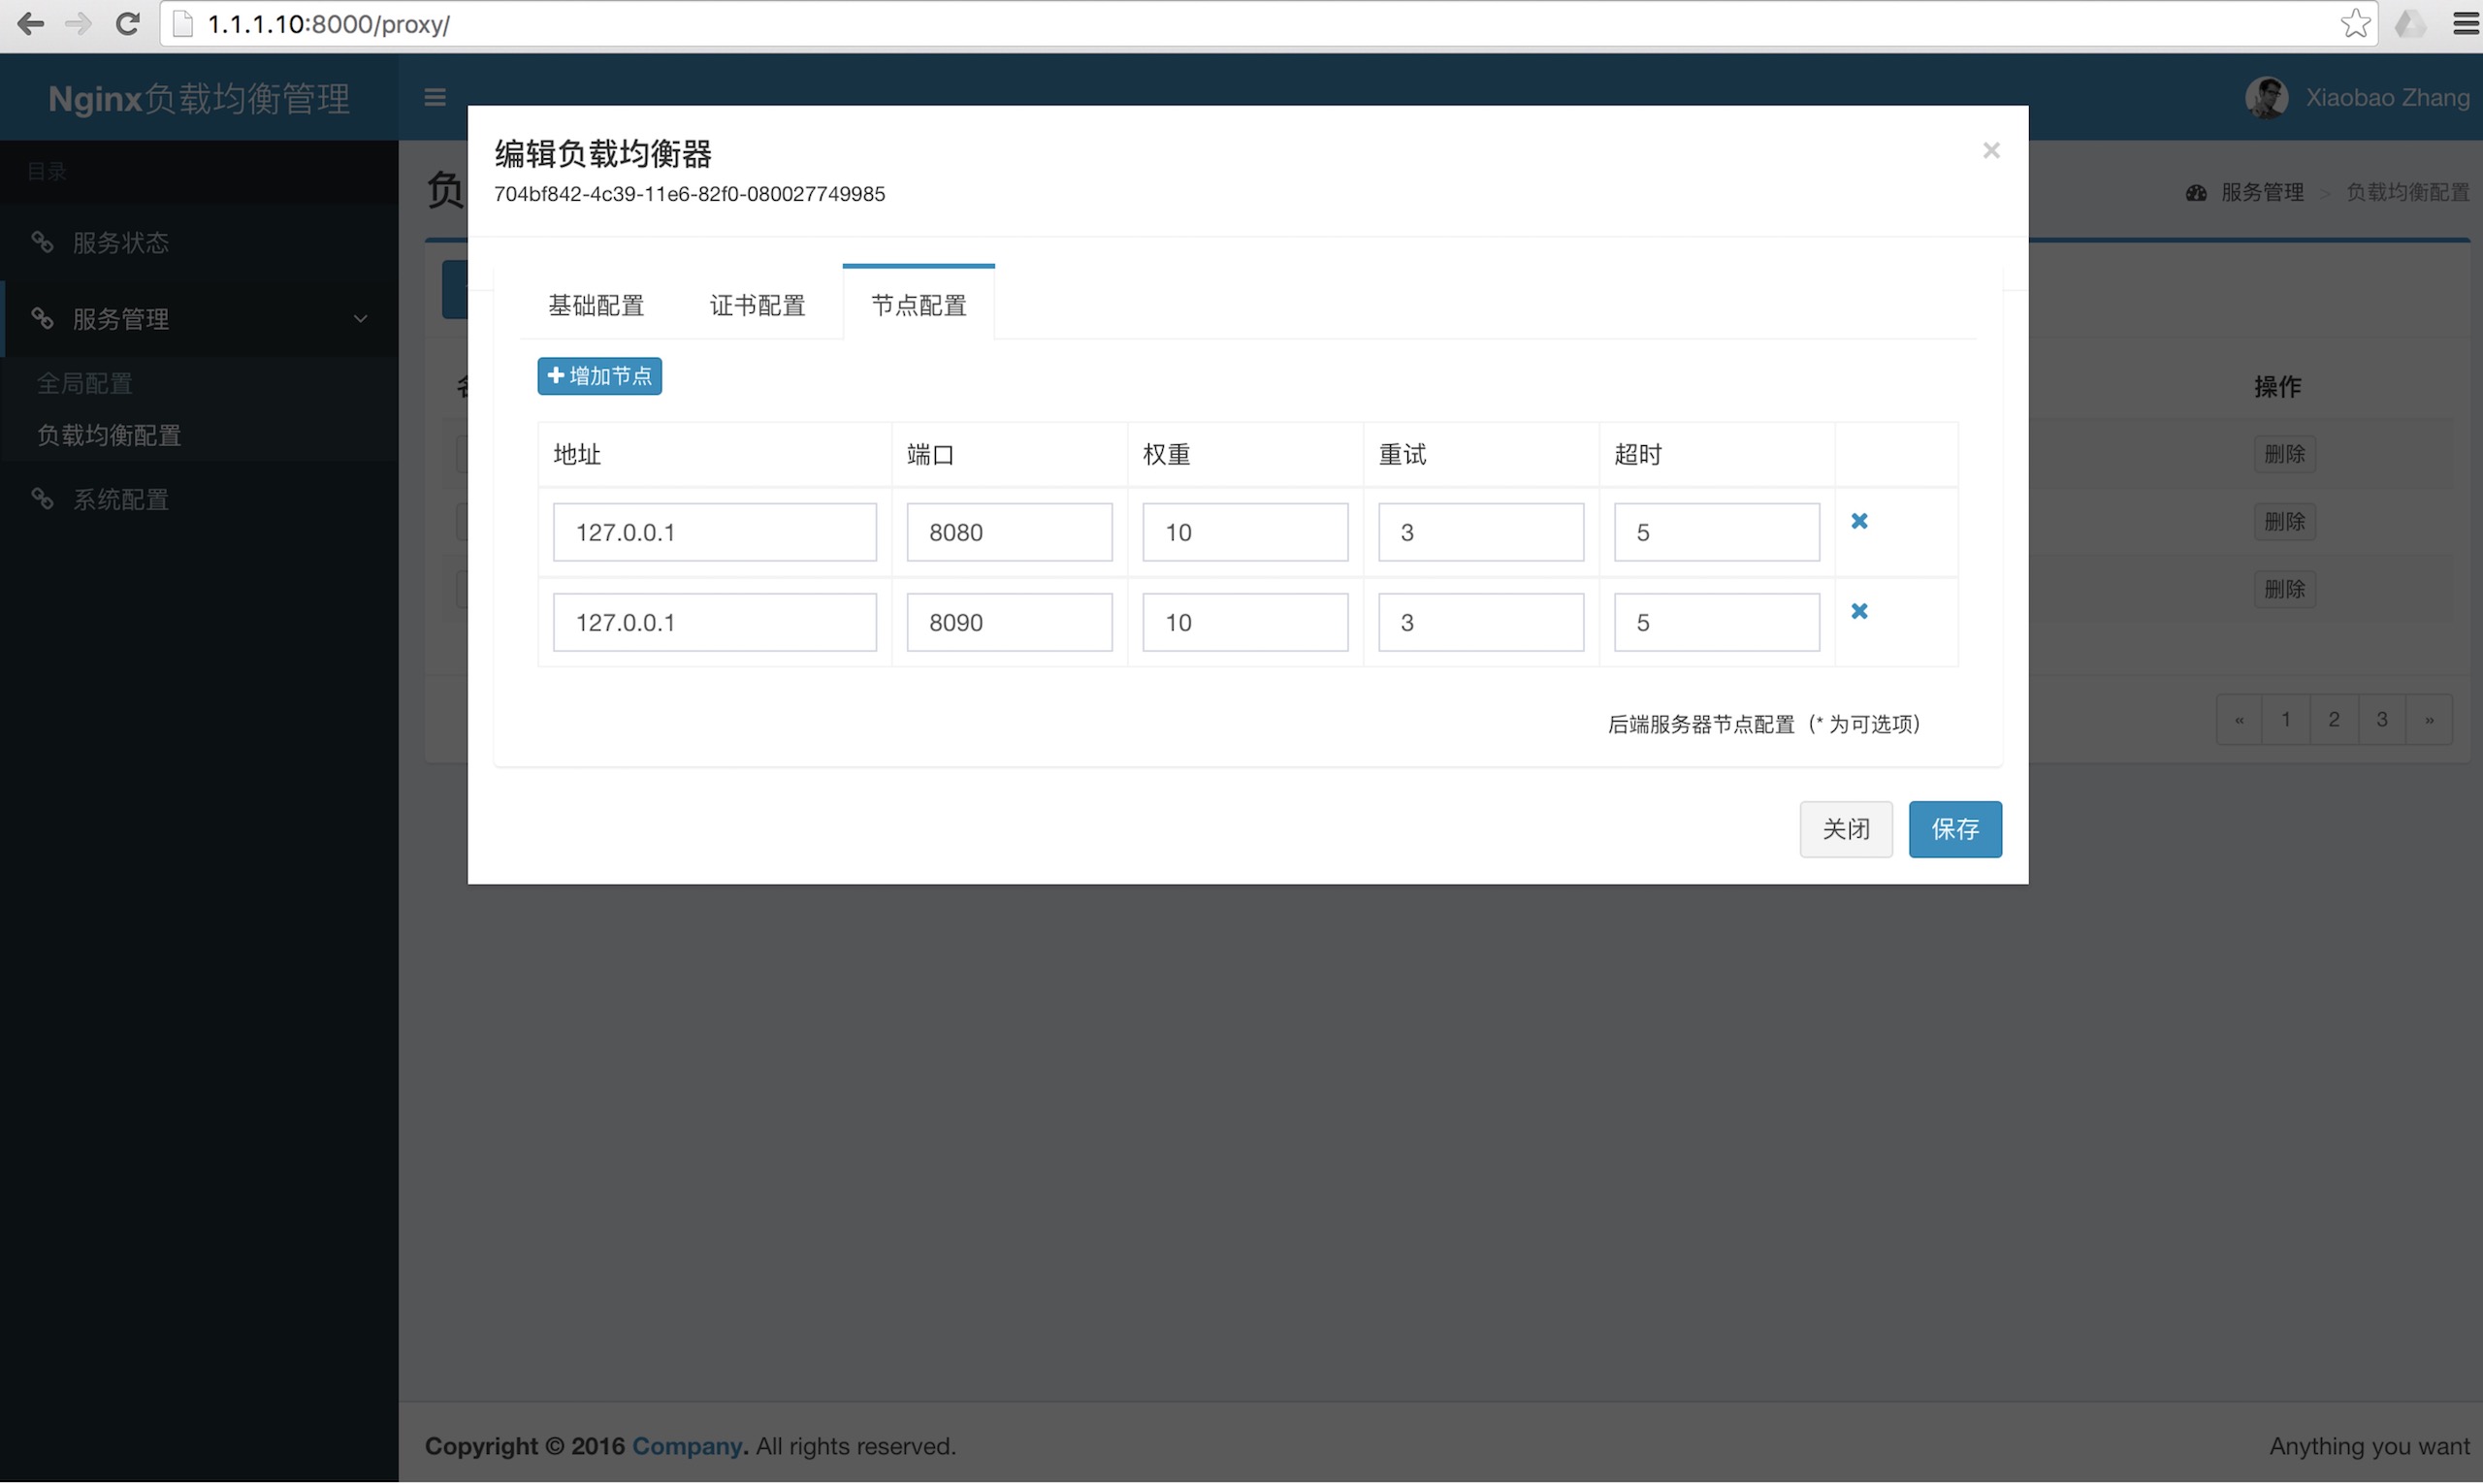 1.1.1.10:8000/proxy/
Nginx负载均衡管理
Xiaobao Zhang
目录
服务状态
服务管理
全局配置
负载均衡配置
系统配置
负
服务管理 > 负载均衡配置
操作
删除
删除
删除
« 1 2 3 »
编辑负载均衡器
×
704bf842-4c39-11e6-82f0-080027749985
基础配置 证书配置 节点配置
增加节点
地址 端口 权重 重试 超时
127.0.0.1 8080 10 3 5
127.0.0.1 8090 10 3 5
后端服务器节点配置（* 为可选项）
关闭 保存
Copyright © 2016 Company. All rights reserved.
Anything you want